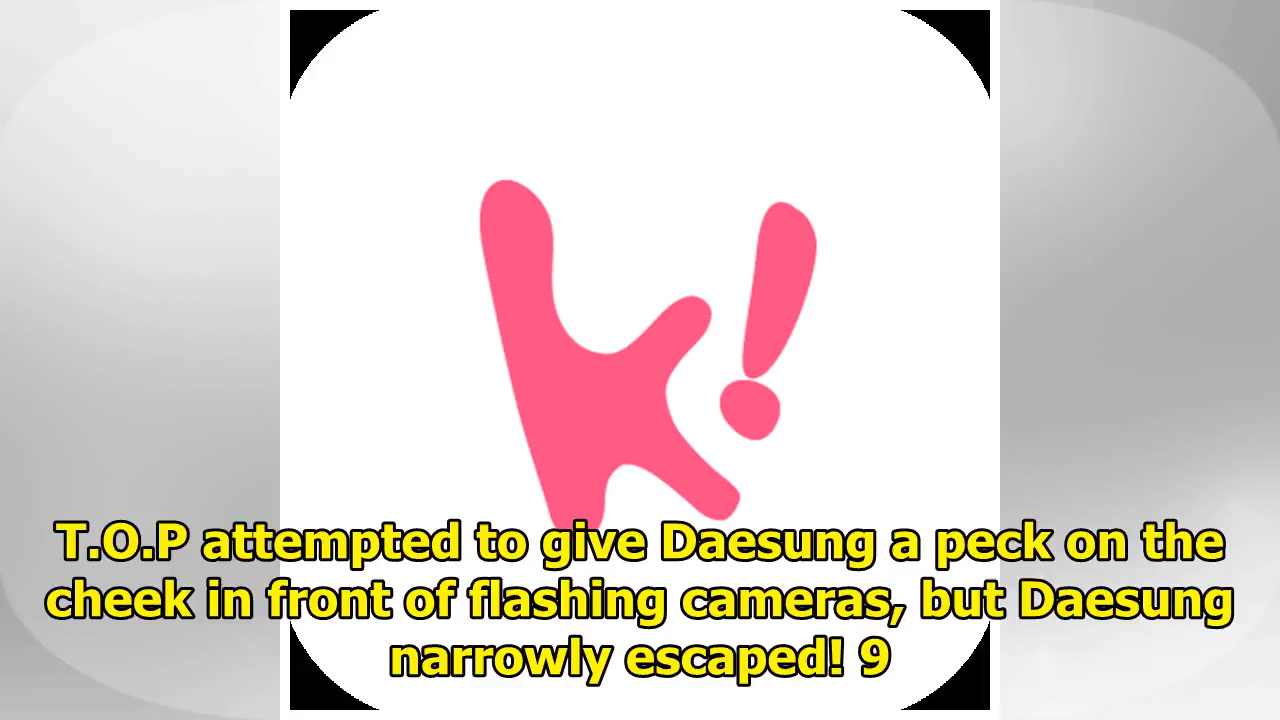 k!
T.O.P attempted to give Daesung a peck on the
cheek in front of flashing cameras, but Daesung
narrowly escaped! 9